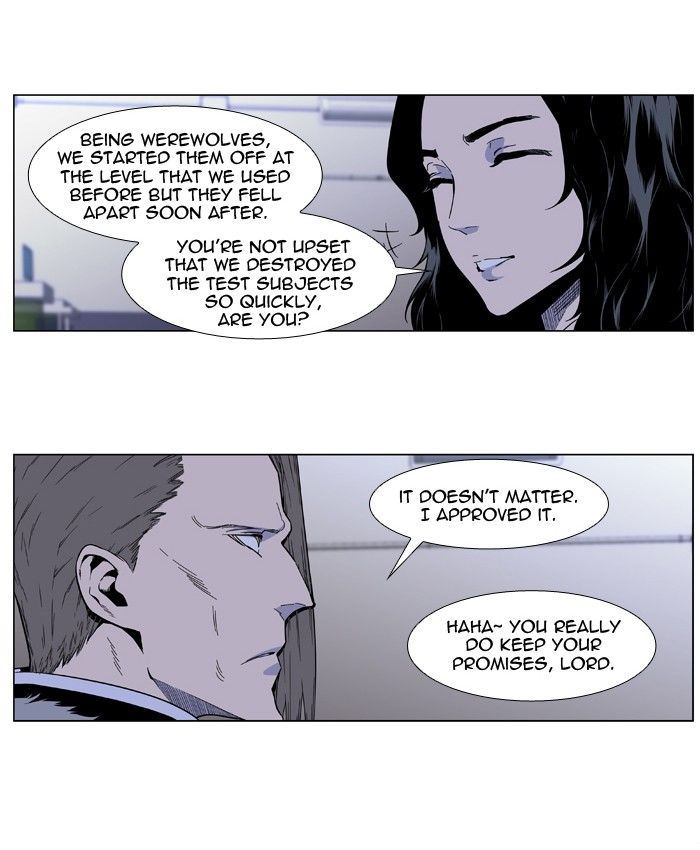 BEING WEREWOLVES,
WE STARTED THEM OFF AT
THE LEVEL THAT WE USED
BEFORE BUT THEY FELL
APART SOON AFTER.
YOU'RE NOT UPSET
THAT WE DESTROYED
THE TEST SUBJECTS
SO QUICKLY,
ARE YOU?
IT DOESN'T MATTER.
I APPROVED IT.
HAHA~ YOU REALLY
DO KEEP YOUR
PROMISES, LORD.